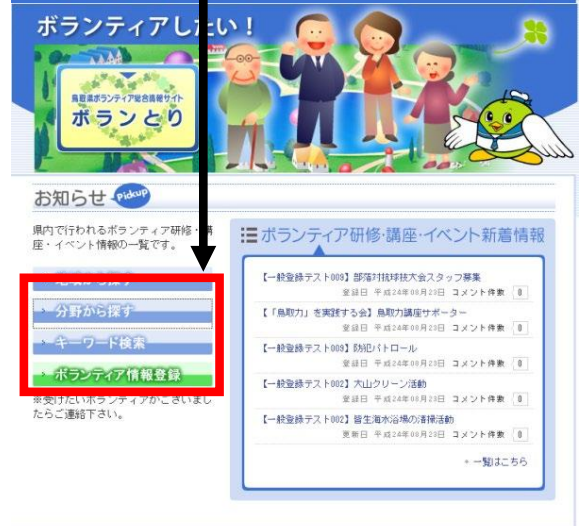 ボランティアしたい！
鳥取県ボランティア総合情報サイト
ボランとり
お知らせ Pickup
県内で行われるボランティア研修・講
座・イベント情報の一覧です。
地域から探す
分野から探す
キーワード検索
ボランティア情報登録
※受けたいボランティアがございまし
たらご連絡下さい。
ボランティア研修・講座・イベント新着情報
【一般登録テスト003】部落対抗球技大会スタッフ募集
登録日 平成24年08月23日 コメント件数 0
【「鳥取力」を実践する会】鳥取力講座サポーター
登録日 平成24年08月23日 コメント件数 0
【一般登録テスト003】防犯パトロール
登録日 平成24年08月23日 コメント件数 0
【一般登録テスト002】大山クリーン活動
登録日 平成24年08月23日 コメント件数 0
【一般登録テスト002】皆生海水浴場の清掃活動
更新日 平成24年08月23日 コメント件数 0
一覧はこちら